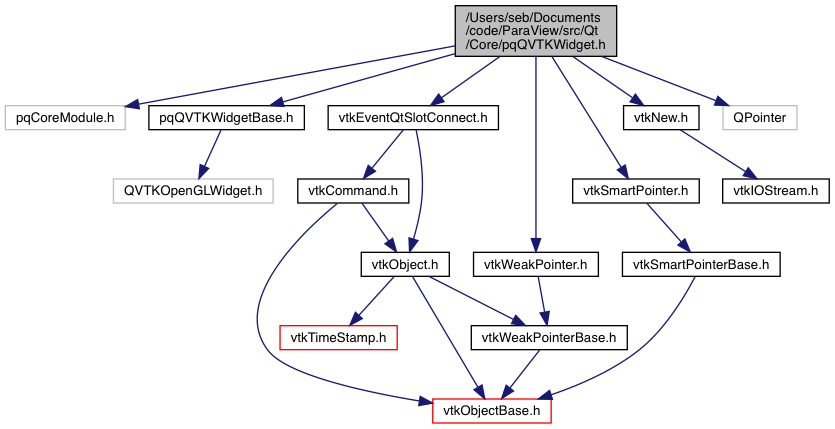 /Users/seb/Documents
/code/ParaView/src/Qt
/Core/pqQVTKWidget.h
pqCoreModule.h
pqQVTKWidgetBase.h
vtkEventQtSlotConnect.h
vtkNew.h
QPointer
QVTKOpenGLWidget.h
vtkCommand.h
vtkSmartPointer.h
vtkIOStream.h
vtkObject.h
vtkWeakPointer.h
vtkSmartPointerBase.h
vtkTimeStamp.h
vtkWeakPointerBase.h
vtkObjectBase.h